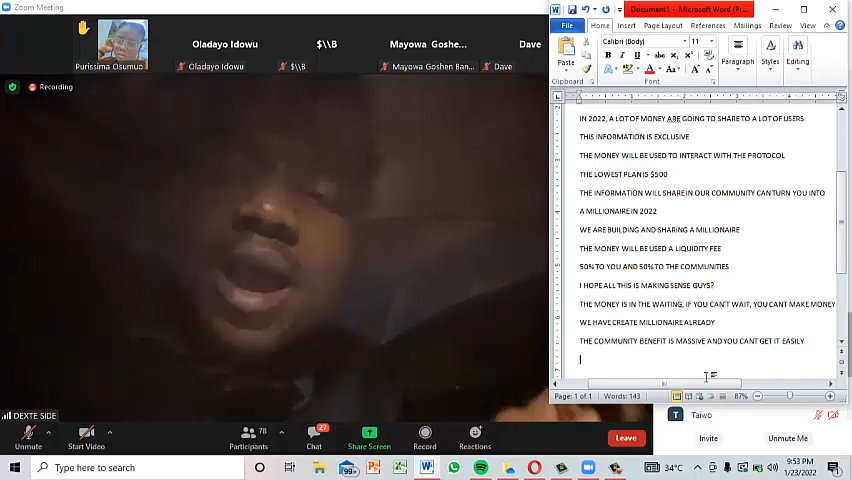 Zoom Meeting
Document1 - Microsoft Word (Pr...
File Home Insert Page Layout References Mailings Review View
Calibri (Body) 11
Paste
Paragraph Styles Editing
Clipboard Font
Oladayo Idowu $\\B Mayowa Goshe... Dave
Purissima Osumuo Oladayo Idowu $\\B Mayowa Goshen Ban... Dave
Recording
IN 2022, A LOT OF MONEY ARE GOING TO SHARE TO A LOT OF USERS
THIS INFORMATION IS EXCLUSIVE
THE MONEY WILL BE USED TO INTERACT WITH THE PROTOCOL
THE LOWEST PLAN IS $500
THE INFORMATION WILL SHARE IN OUR COMMUNITY CAN TURN YOU INTO
A MILLIONAIRE IN 2022
WE ARE BUILDING AND SHARING A MILLIONAIRE
THE MONEY WILL BE USED A LIQUIDITY FEE
50% TO YOU AND 50% TO THE COMMUNITIES
I HOPE ALL THIS IS MAKING SENSE GUYS?
THE MONEY IS IN THE WAITING, IF YOU CAN'T WAIT, YOU CANT MAKE MONEY
WE HAVE CREATE MILLIONAIRE ALREADY
THE COMMUNITY BENEFIT IS MASSIVE AND YOU CANT GET IT EASILY
Page: 1 of 1 Words: 143 87%
DEXTE SIDE
T Taiwo
Invite Unmute Me
Unmute Start Video Participants 78 Chat 27 Share Screen Record Reactions Leave
Type here to search
99+
34°C
9:53 PM
1/23/2022